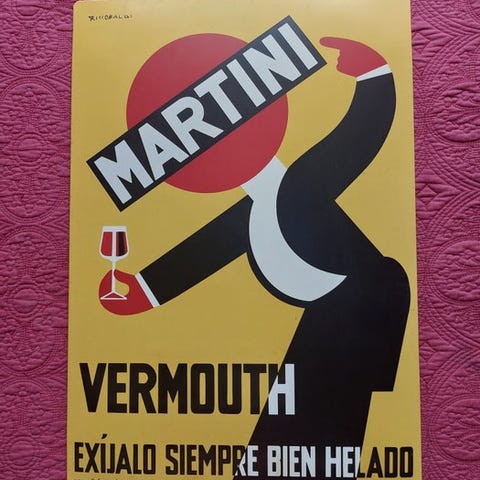 RICCOBALDI
MARTINI
VERMOUTH
EXÍJALO SIEMPRE BIEN HELADO